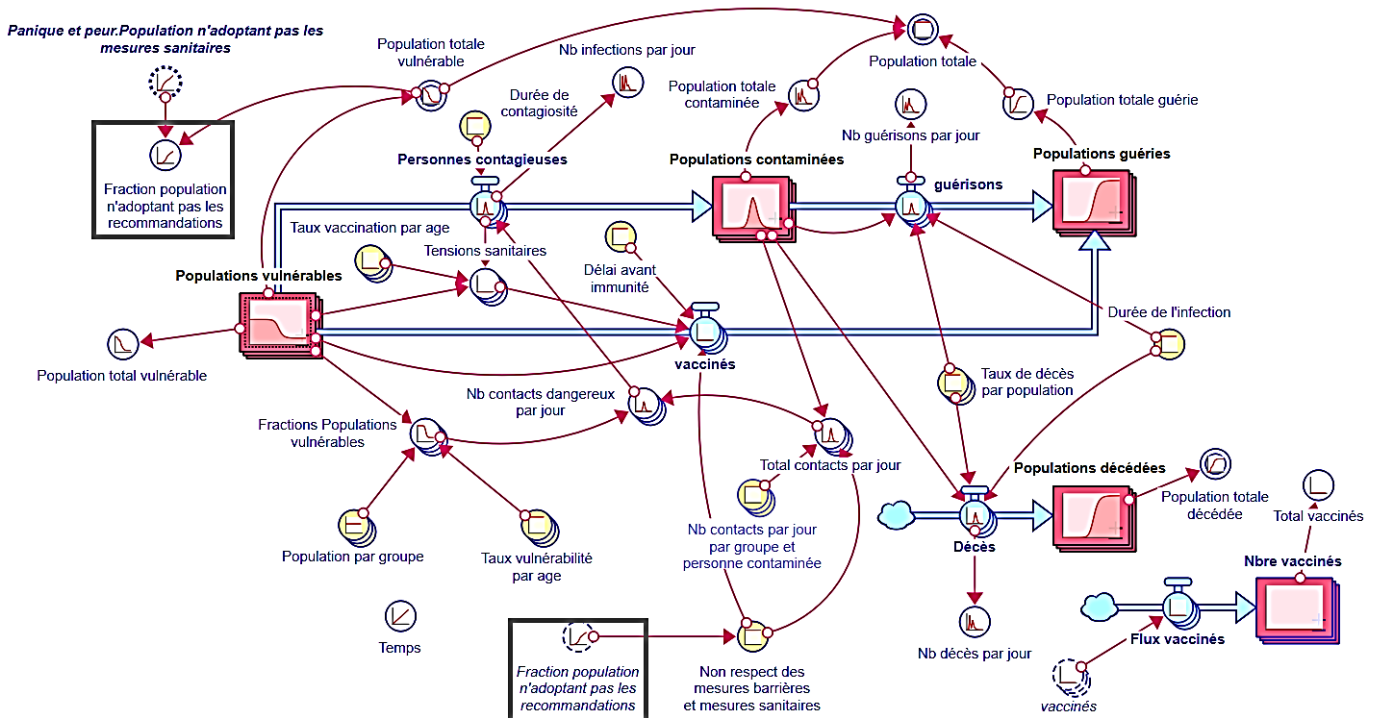 Panique et peur.Population n'adoptant pas les
mesures sanitaires
Population totale
vulnérable
Nb infections par jour
Durée de
contagiosité
Population totale
contaminée
Population totale
Nb guérisons par jour
Population totale guérie
Fraction population
n'adoptant pas les
recommandations
Personnes contagieuses
Populations contaminées
guérisons
Populations guéries
Taux vaccination par age
Tensions sanitaires
Délai avant
immunité
Populations vulnérables
Population total vulnérable
vaccinés
Durée de l'infection
Taux de décès
par population
Nb contacts dangereux
par jour
Fractions Populations
vulnérables
Total contacts par jour
Population par groupe
Taux vulnérabilité
par age
Nb contacts par jour
par groupe et
personne contaminée
Populations décédées
Population totale
décédée
Décès
Total vaccinés
Nbre vaccinés
Flux vaccinés
Temps
Fraction population
n'adoptant pas les
recommandations
Non respect des
mesures barrières
et mesures sanitaires
Nb décès par jour
vaccinés